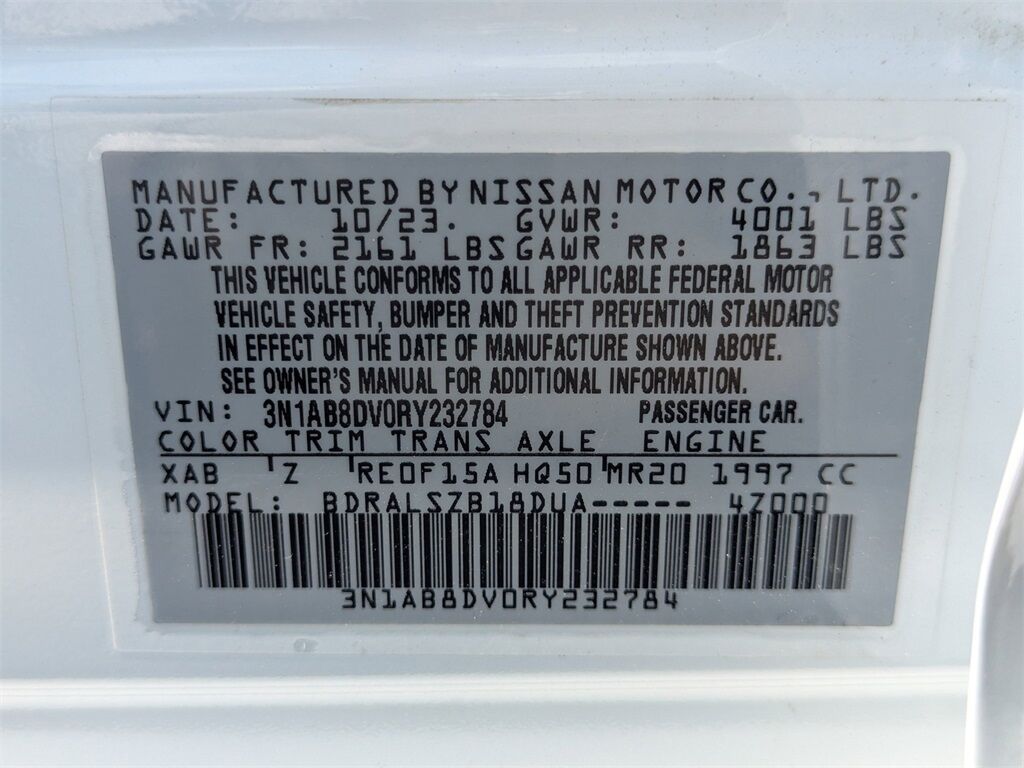 MANUFACTURED BY NISSAN MOTOR CO., LTD.
DATE: 10/23. GVWR: 4001 LBS
GAWR FR: 2161 LBS GAWR RR: 1863 LBS
THIS VEHICLE CONFORMS TO ALL APPLICABLE FEDERAL MOTOR
VEHICLE SAFETY, BUMPER AND THEFT PREVENTION STANDARDS
IN EFFECT ON THE DATE OF MANUFACTURE SHOWN ABOVE.
SEE OWNER'S MANUAL FOR ADDITIONAL INFORMATION.
VIN: 3N1AB8DV0RY232784 PASSENGER CAR.
COLOR TRIM TRANS AXLE ENGINE
XAB Z RE0F15A HQ50 MR20 1997 CC
MODEL: BDRALSZB18DUA----- 4Z000
3N1AB8DV0RY232784